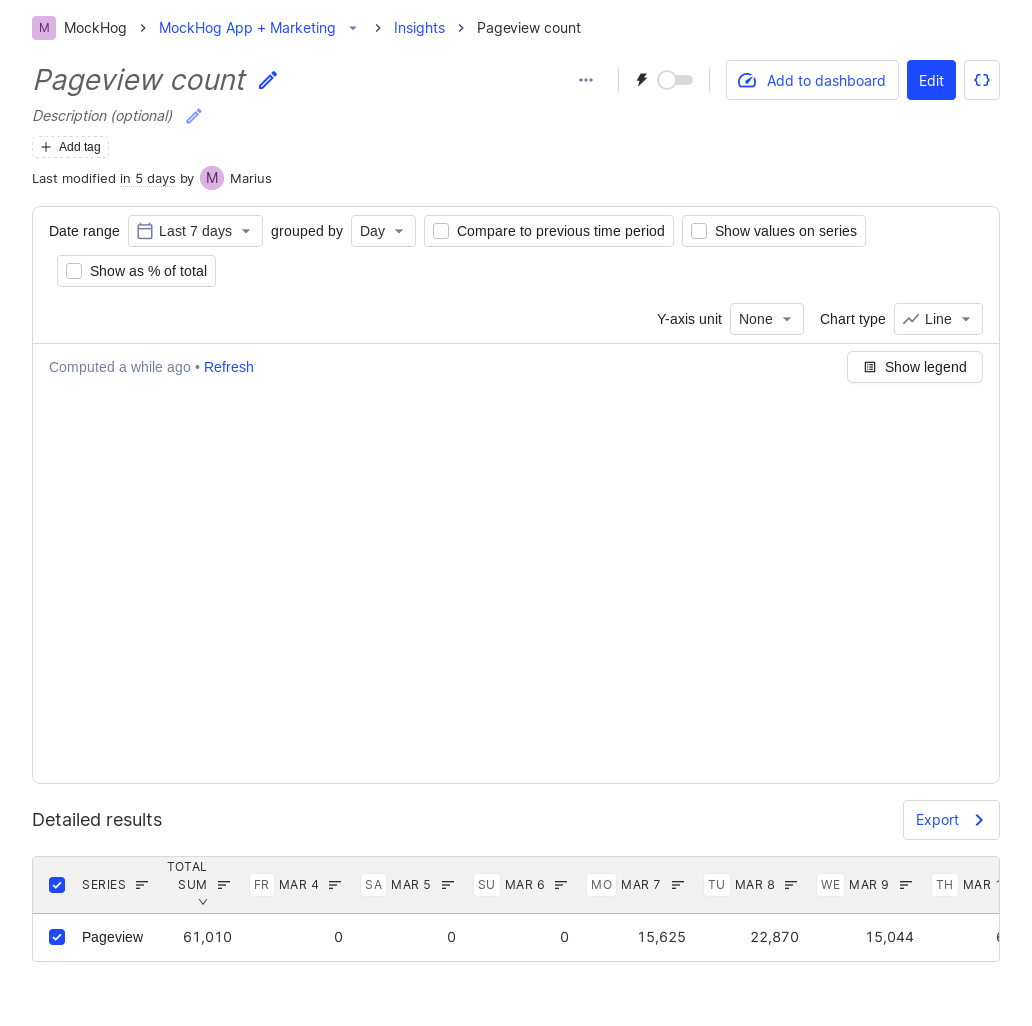 M MockHog MockHog App + Marketing Insights Pageview count
Pageview count
Add to dashboard Edit
Description (optional)
Add tag
Last modified in 5 days by M Marius
Date range Last 7 days grouped by Day Compare to previous time period Show values on series
Show as % of total
Y-axis unit None Chart type Line
Computed a while ago • Refresh Show legend
Detailed results Export
SERIES TOTAL SUM FR MAR 4 SA MAR 5 SU MAR 6 MO MAR 7 TU MAR 8 WE MAR 9 TH MAR
Pageview 61,010 0 0 0 15,625 22,870 15,044